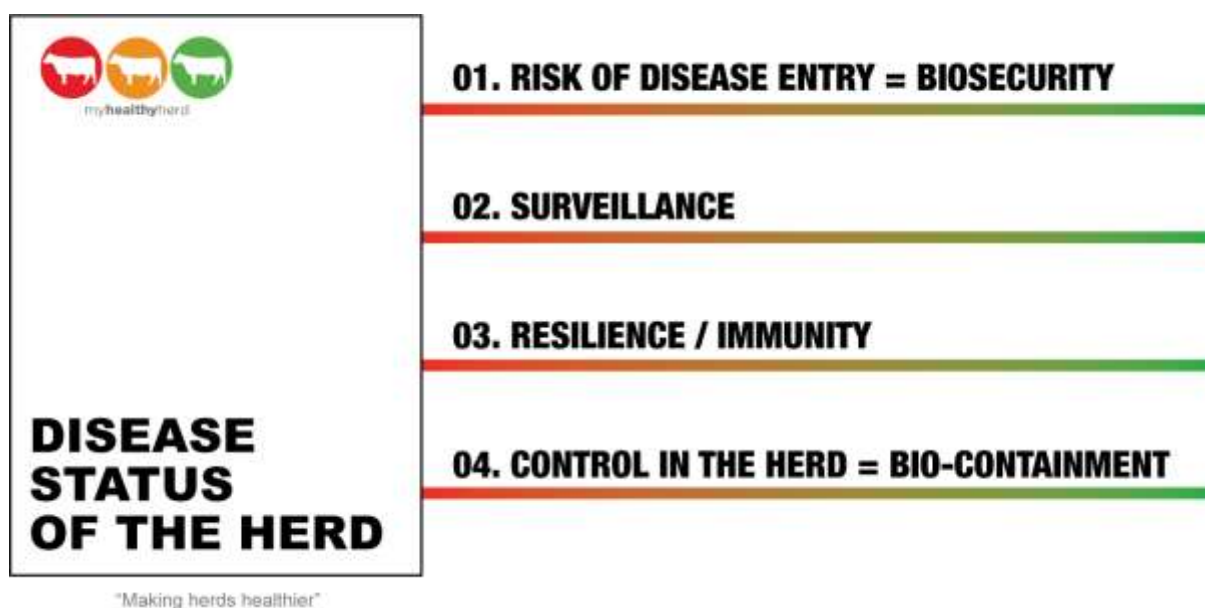 myhealthyherd
01. RISK OF DISEASE ENTRY = BIOSECURITY
02. SURVEILLANCE
03. RESILIENCE / IMMUNITY
04. CONTROL IN THE HERD = BIO-CONTAINMENT
DISEASE
STATUS
OF THE HERD
"Making herds healthier"